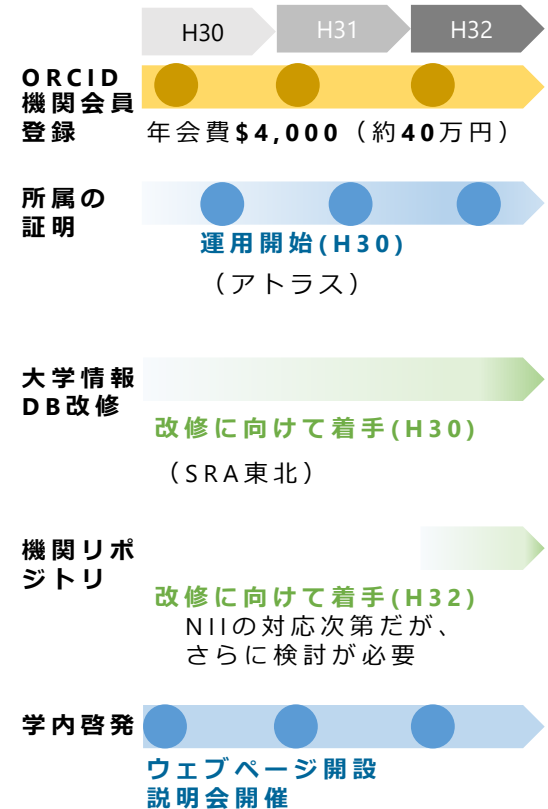 H30 H31 H32
ORCID
機関会員
登録
年会費$4,000（約40万円）
所属の
証明
運用開始(H30)
（アトラス）
大学情報
DB改修
改修に向けて着手(H30)
（SRA東北）
機関リポ
ジトリ
改修に向けて着手(H32)
NIIの対応次第だが、
さらに検討が必要
学内啓発
ウェブページ開設
説明会開催